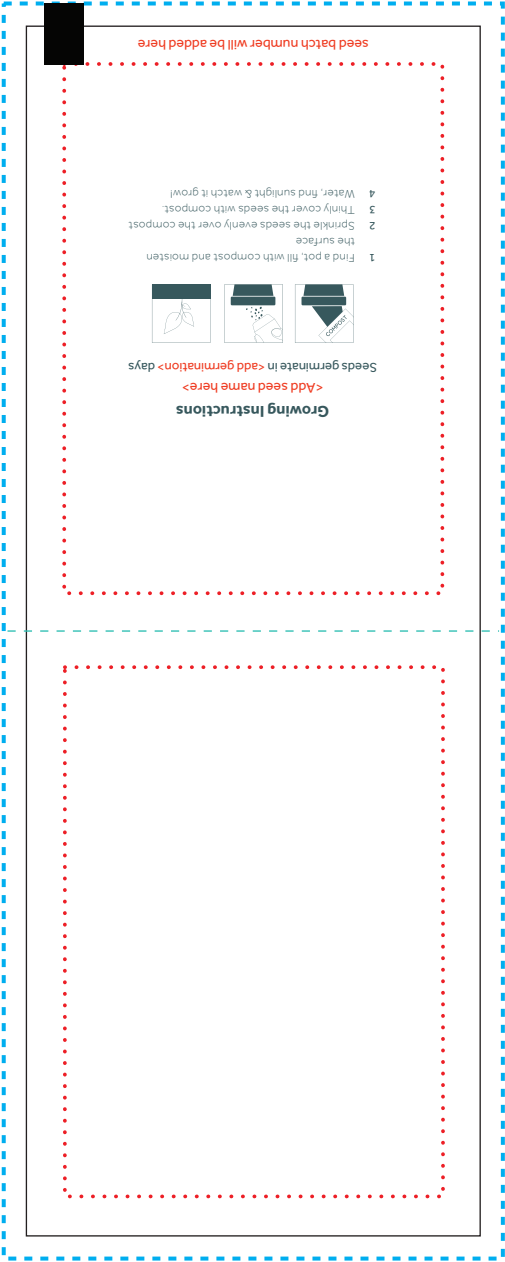 Growing Instructions
<Add seed name here>
Seeds germinate in <add germination> days
COMPOST
1 Find a pot, fill with compost and moisten
the surface
2 Sprinkle the seeds evenly over the compost
3 Thinly cover the seeds with compost.
4 Water, find sunlight & watch it grow!
seed batch number will be added here